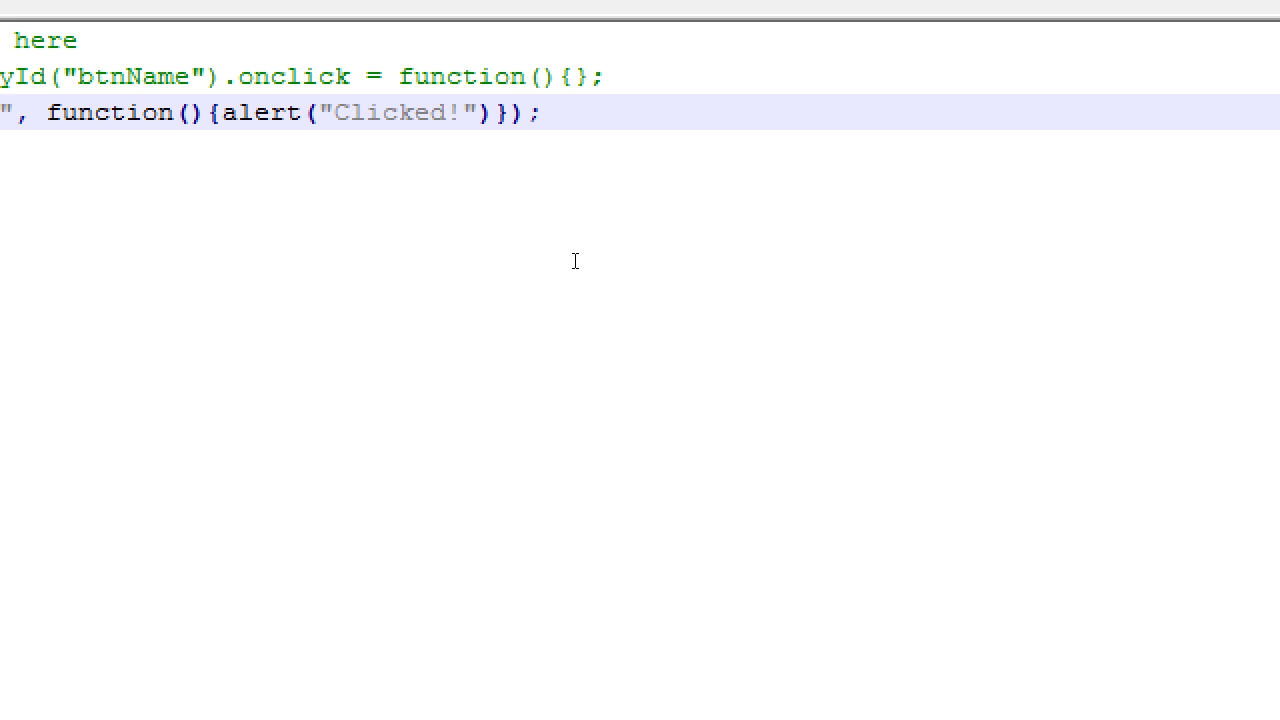 here
yId("btnName").onclick = function(){};
", function(){alert("Clicked!")});